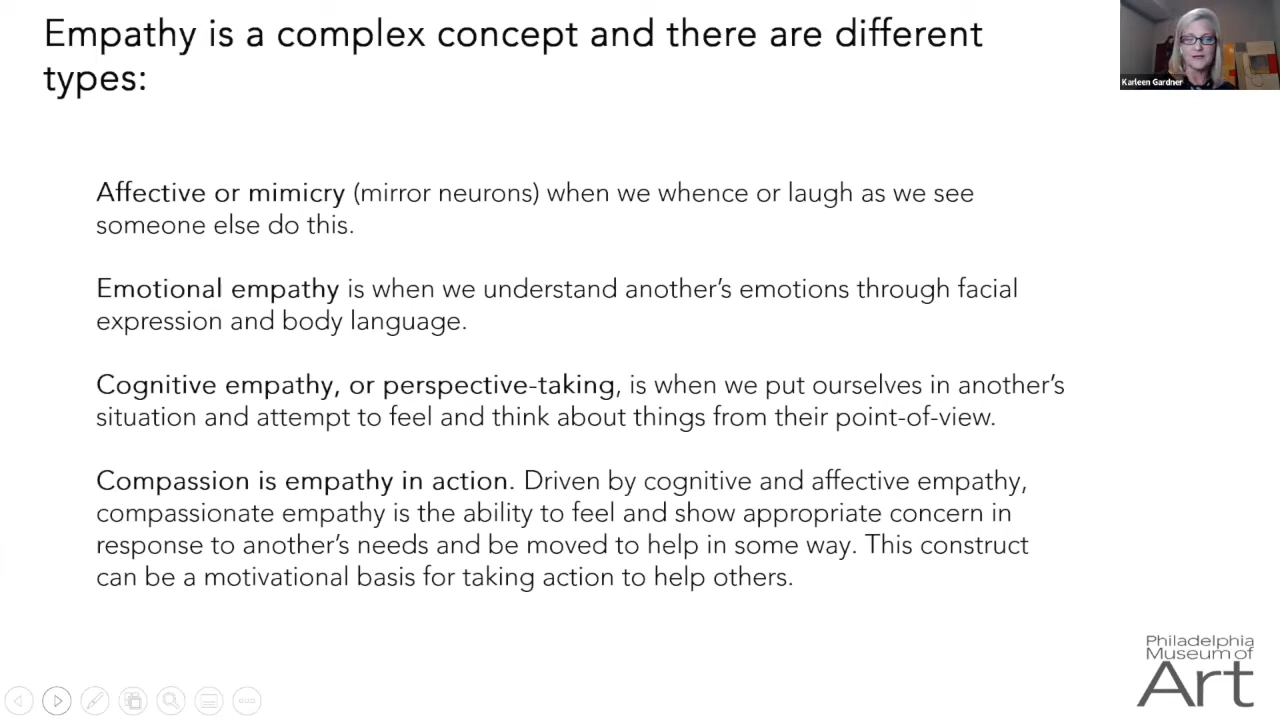 Empathy is a complex concept and there are different
types:
Karleen Gardner
Affective or mimicry (mirror neurons) when we whence or laugh as we see
someone else do this.
Emotional empathy is when we understand another’s emotions through facial
expression and body language.
Cognitive empathy, or perspective-taking, is when we put ourselves in another’s
situation and attempt to feel and think about things from their point-of-view.
Compassion is empathy in action. Driven by cognitive and affective empathy,
compassionate empathy is the ability to feel and show appropriate concern in
response to another’s needs and be moved to help in some way. This construct
can be a motivational basis for taking action to help others.
Philadelphia
Museum of
Art